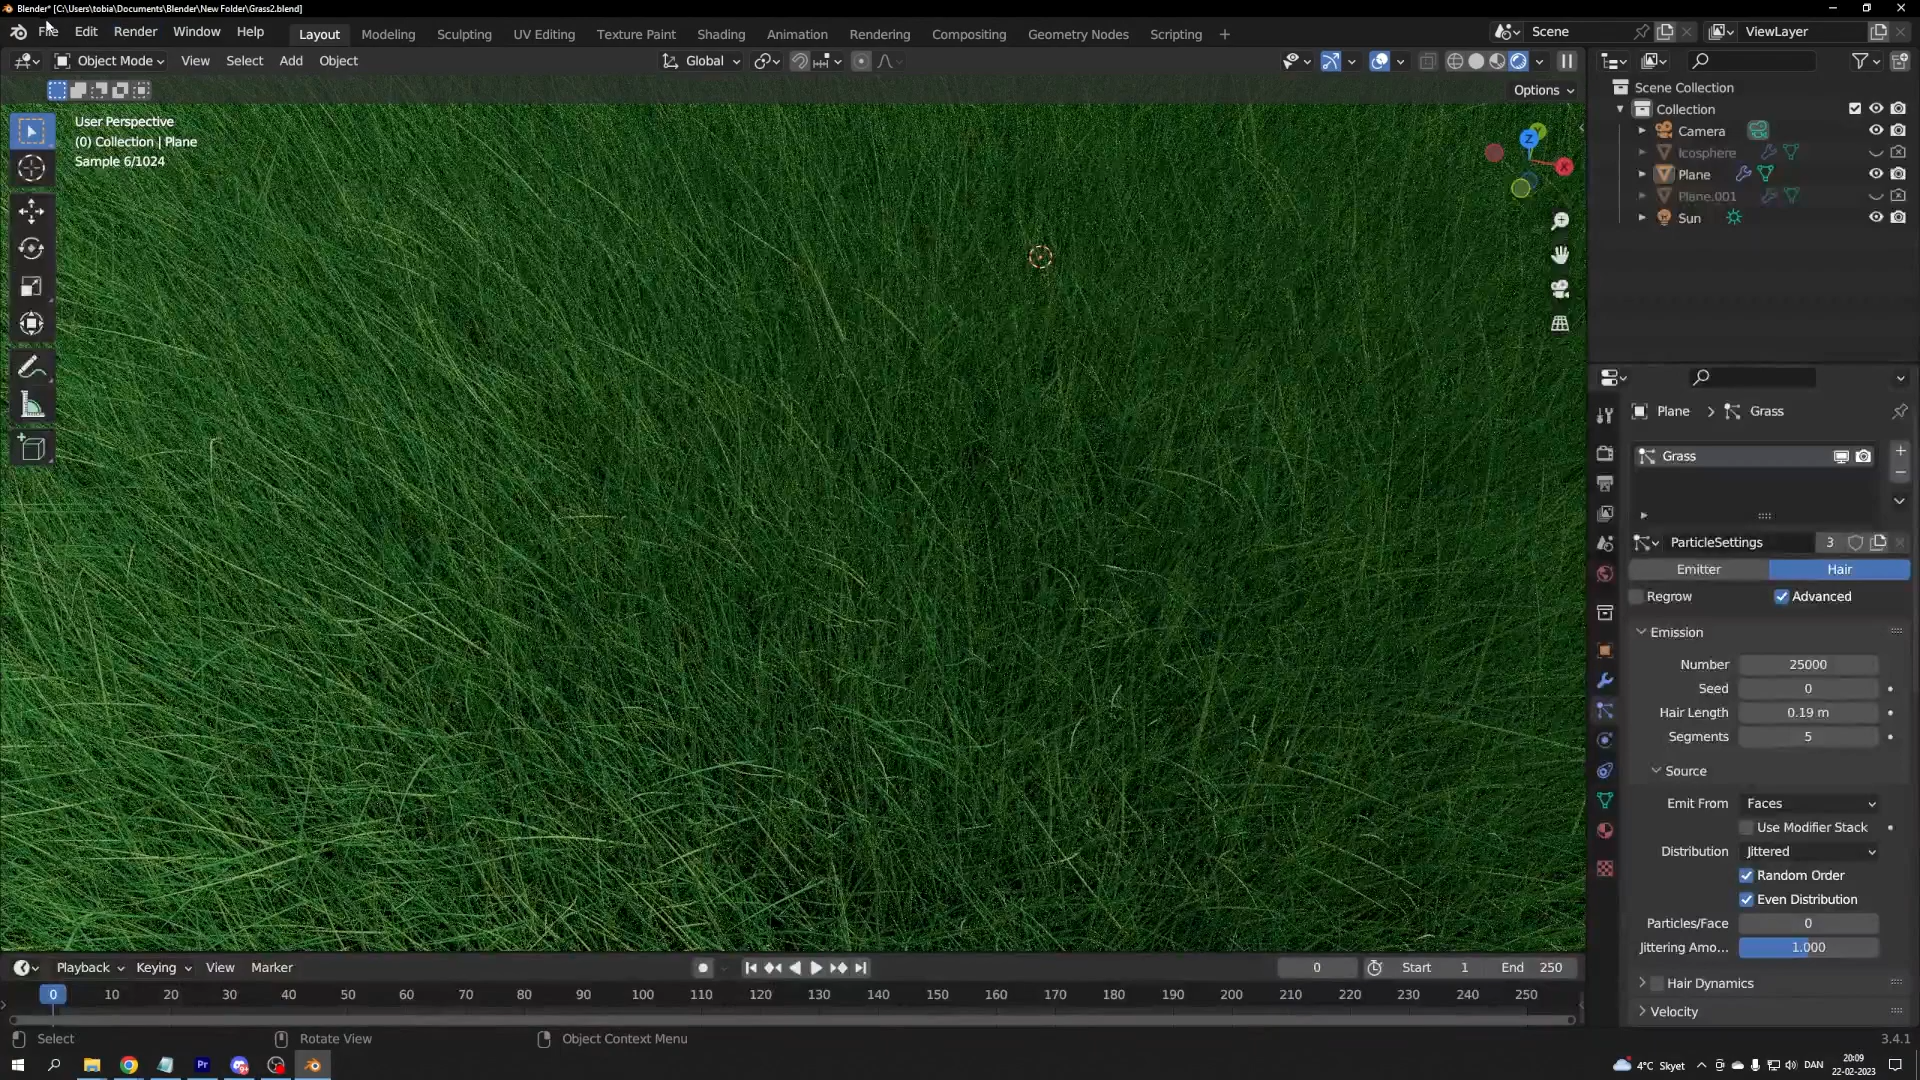 Blender* [C:\Users\tobia\Documents\Blender\New Folder\Grass2.blend]
File Edit Render Window Help Layout Modeling Sculpting UV Editing Texture Paint Shading Animation Rendering Compositing Geometry Nodes Scripting + Scene ViewLayer
Object Mode View Select Add Object Global
Options
User Perspective
(0) Collection | Plane
Sample 6/1024
Z
X
Scene Collection
Collection
Camera
Icosphere
Plane
Plane.001
Sun
Plane > Grass
Grass
ParticleSettings 3
Emitter Hair
Regrow Advanced
Emission
Number 25000
Seed 0
Hair Length 0.19 m
Segments 5
Source
Emit From Faces
Use Modifier Stack
Distribution Jittered
Random Order
Even Distribution
Particles/Face 0
Jittering Amo... 1.000
Hair Dynamics
Velocity
Playback Keying View Marker 0 Start 1 End 250
0 10 20 30 40 50 60 70 80 90 100 110 120 130 140 150 160 170 180 190 200 210 220 230 240 250
Select Rotate View Object Context Menu 3.4.1
Pr 4°C Skyet DAN 20:09
22-02-2023